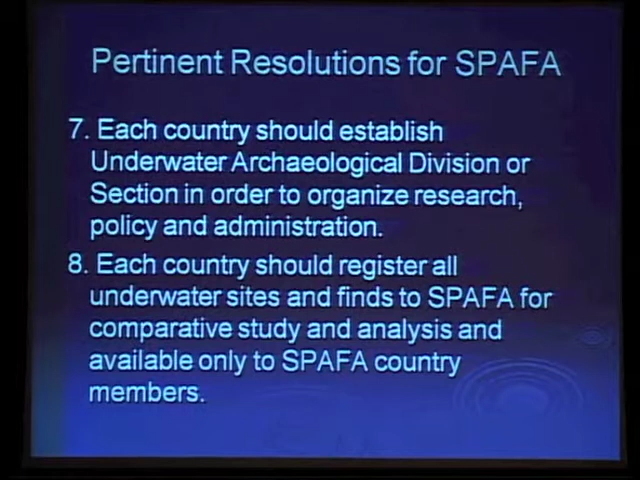 Pertinent Resolutions for SPAFA
7. Each country should establish
Underwater Archaeological Division or
Section in order to organize research,
policy and administration.
8. Each country should register all
underwater sites and finds to SPAFA for
comparative study and analysis and
available only to SPAFA country
members.